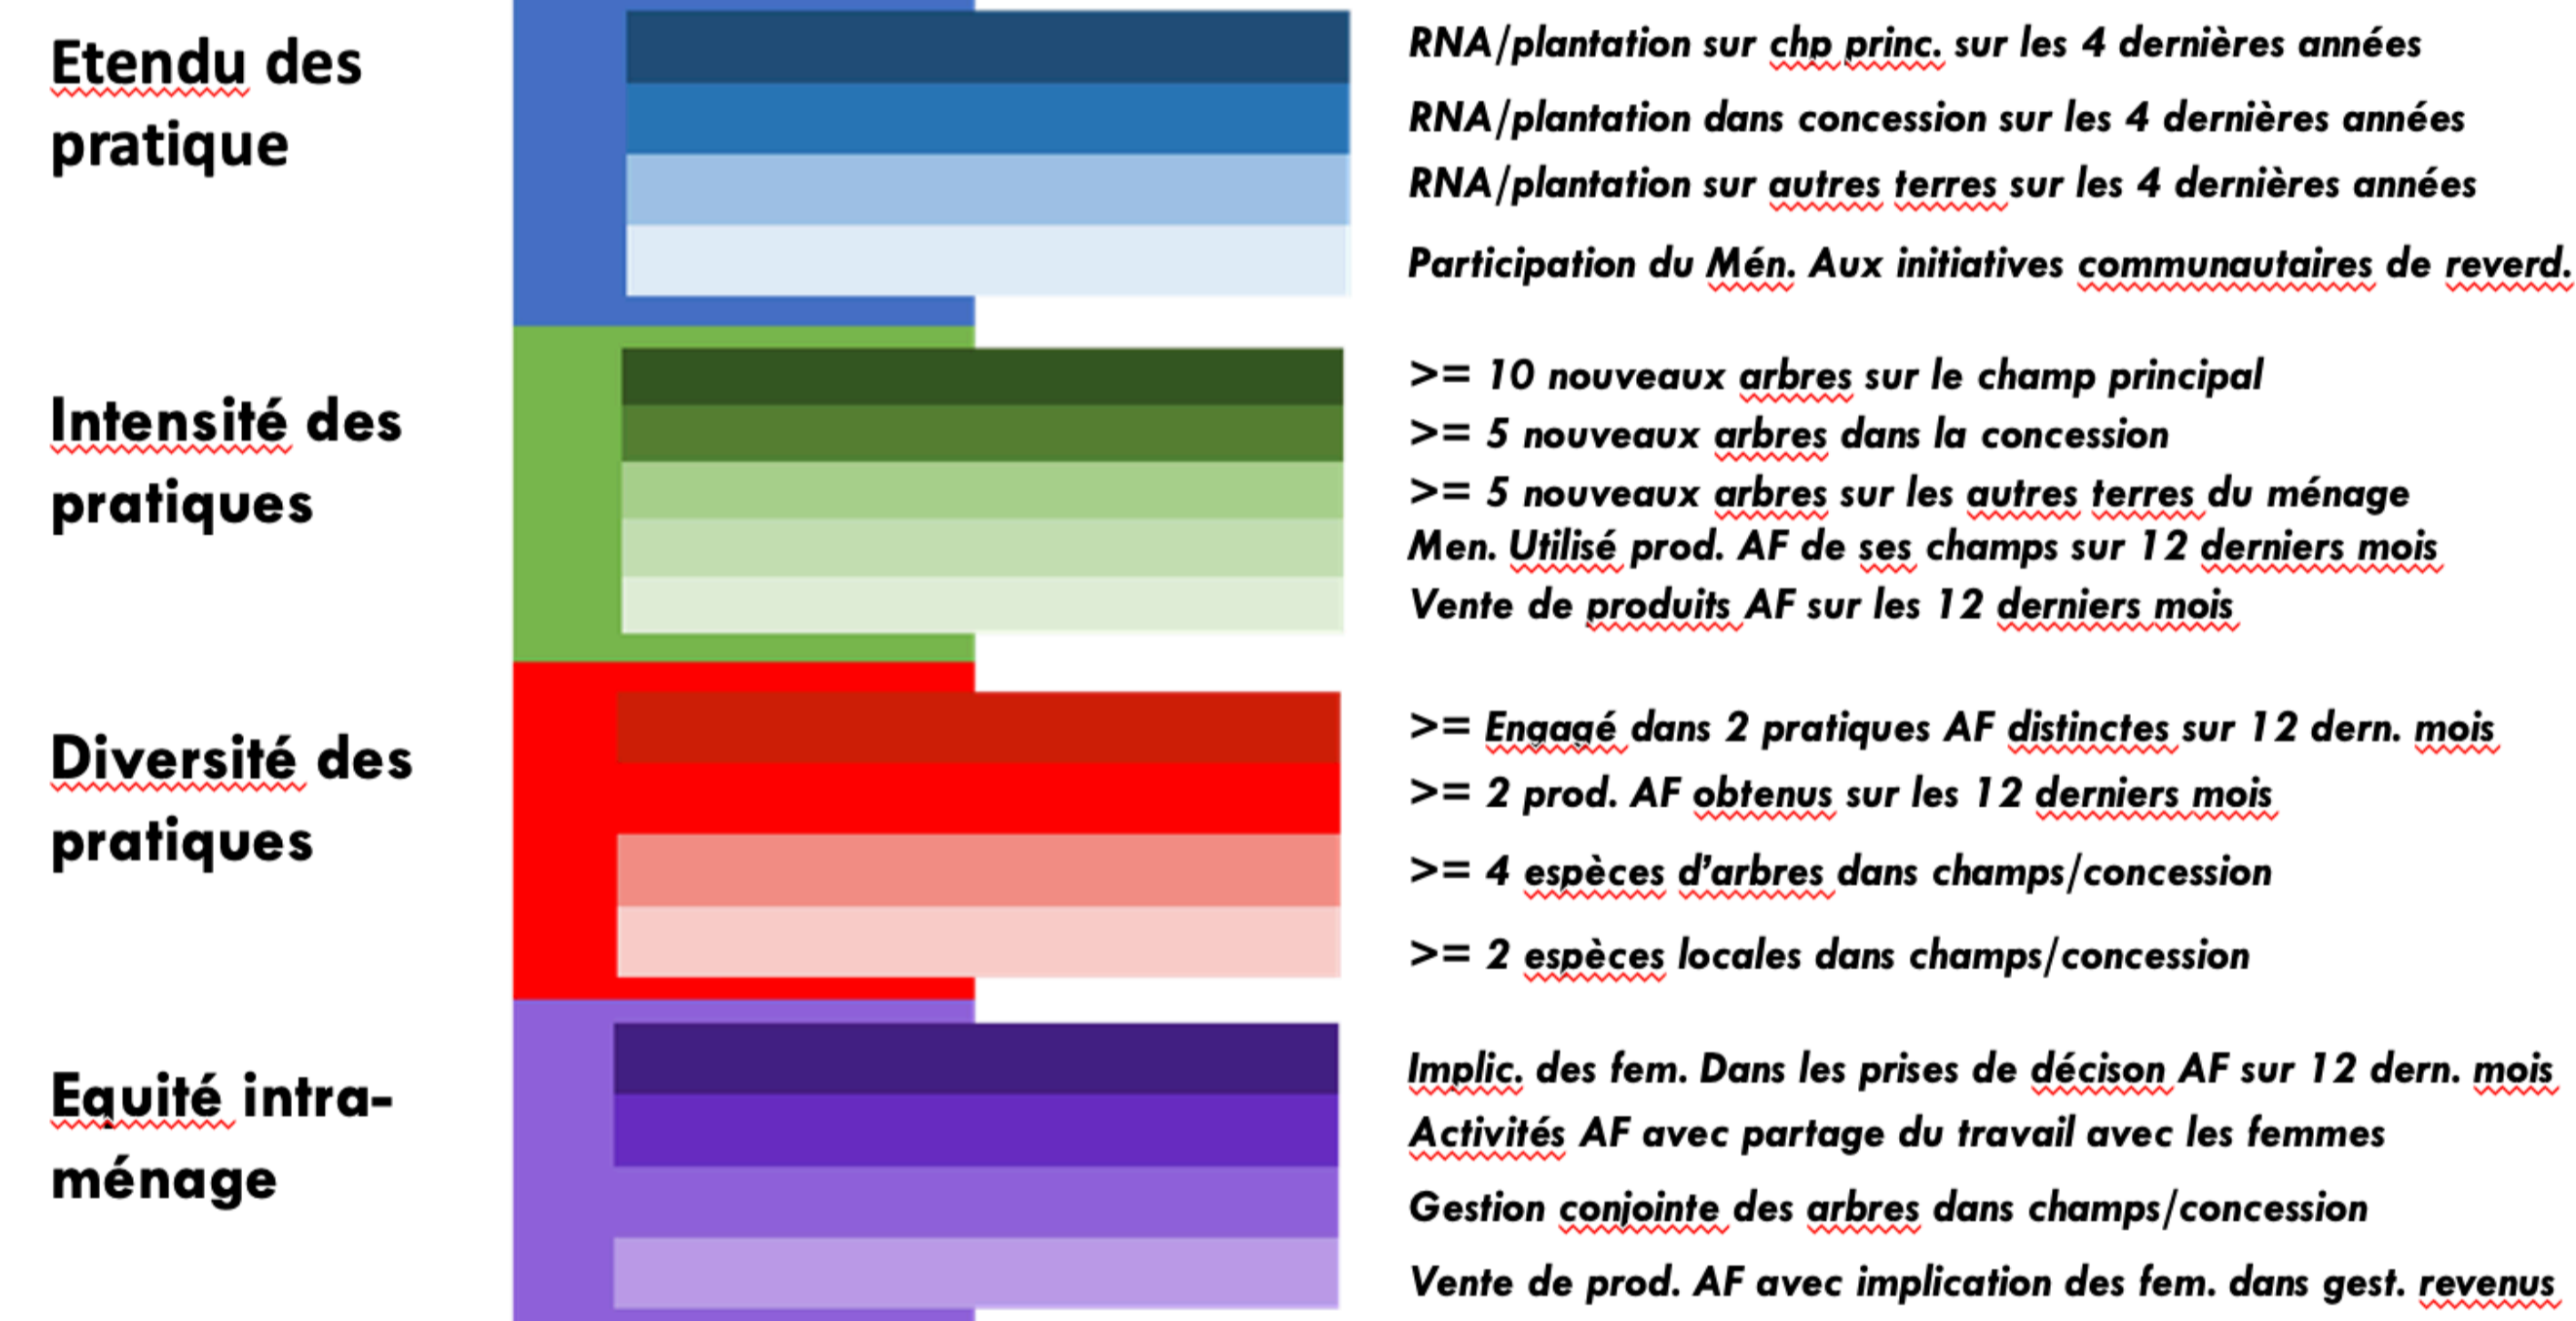 Etendu des
pratique
RNA/plantation sur chp princ. sur les 4 dernières années
RNA/plantation dans concession sur les 4 dernières années
RNA/plantation sur autres terres sur les 4 dernières années
Participation du Mén. Aux initiatives communautaires de reverd.
Intensité des
pratiques
>= 10 nouveaux arbres sur le champ principal
>= 5 nouveaux arbres dans la concession
>= 5 nouveaux arbres sur les autres terres du ménage
Men. Utilisé prod. AF de ses champs sur 12 derniers mois
Vente de produits AF sur les 12 derniers mois
Diversité des
pratiques
>= Engagé dans 2 pratiques AF distinctes sur 12 dern. mois
>= 2 prod. AF obtenus sur les 12 derniers mois
>= 4 espèces d'arbres dans champs/concession
>= 2 espèces locales dans champs/concession
Equité intra-
ménage
Implic. des fem. Dans les prises de décison AF sur 12 dern. mois
Activités AF avec partage du travail avec les femmes
Gestion conjointe des arbres dans champs/concession
Vente de prod. AF avec implication des fem. dans gest. revenus